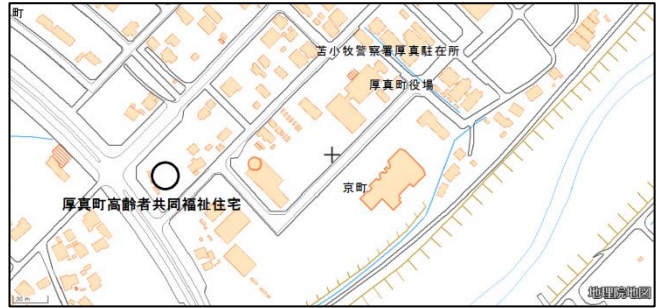 町
苫小牧警察署厚真駐在所
厚真町役場
京町
厚真町高齢者共同福祉住宅
30 m
地理院地図